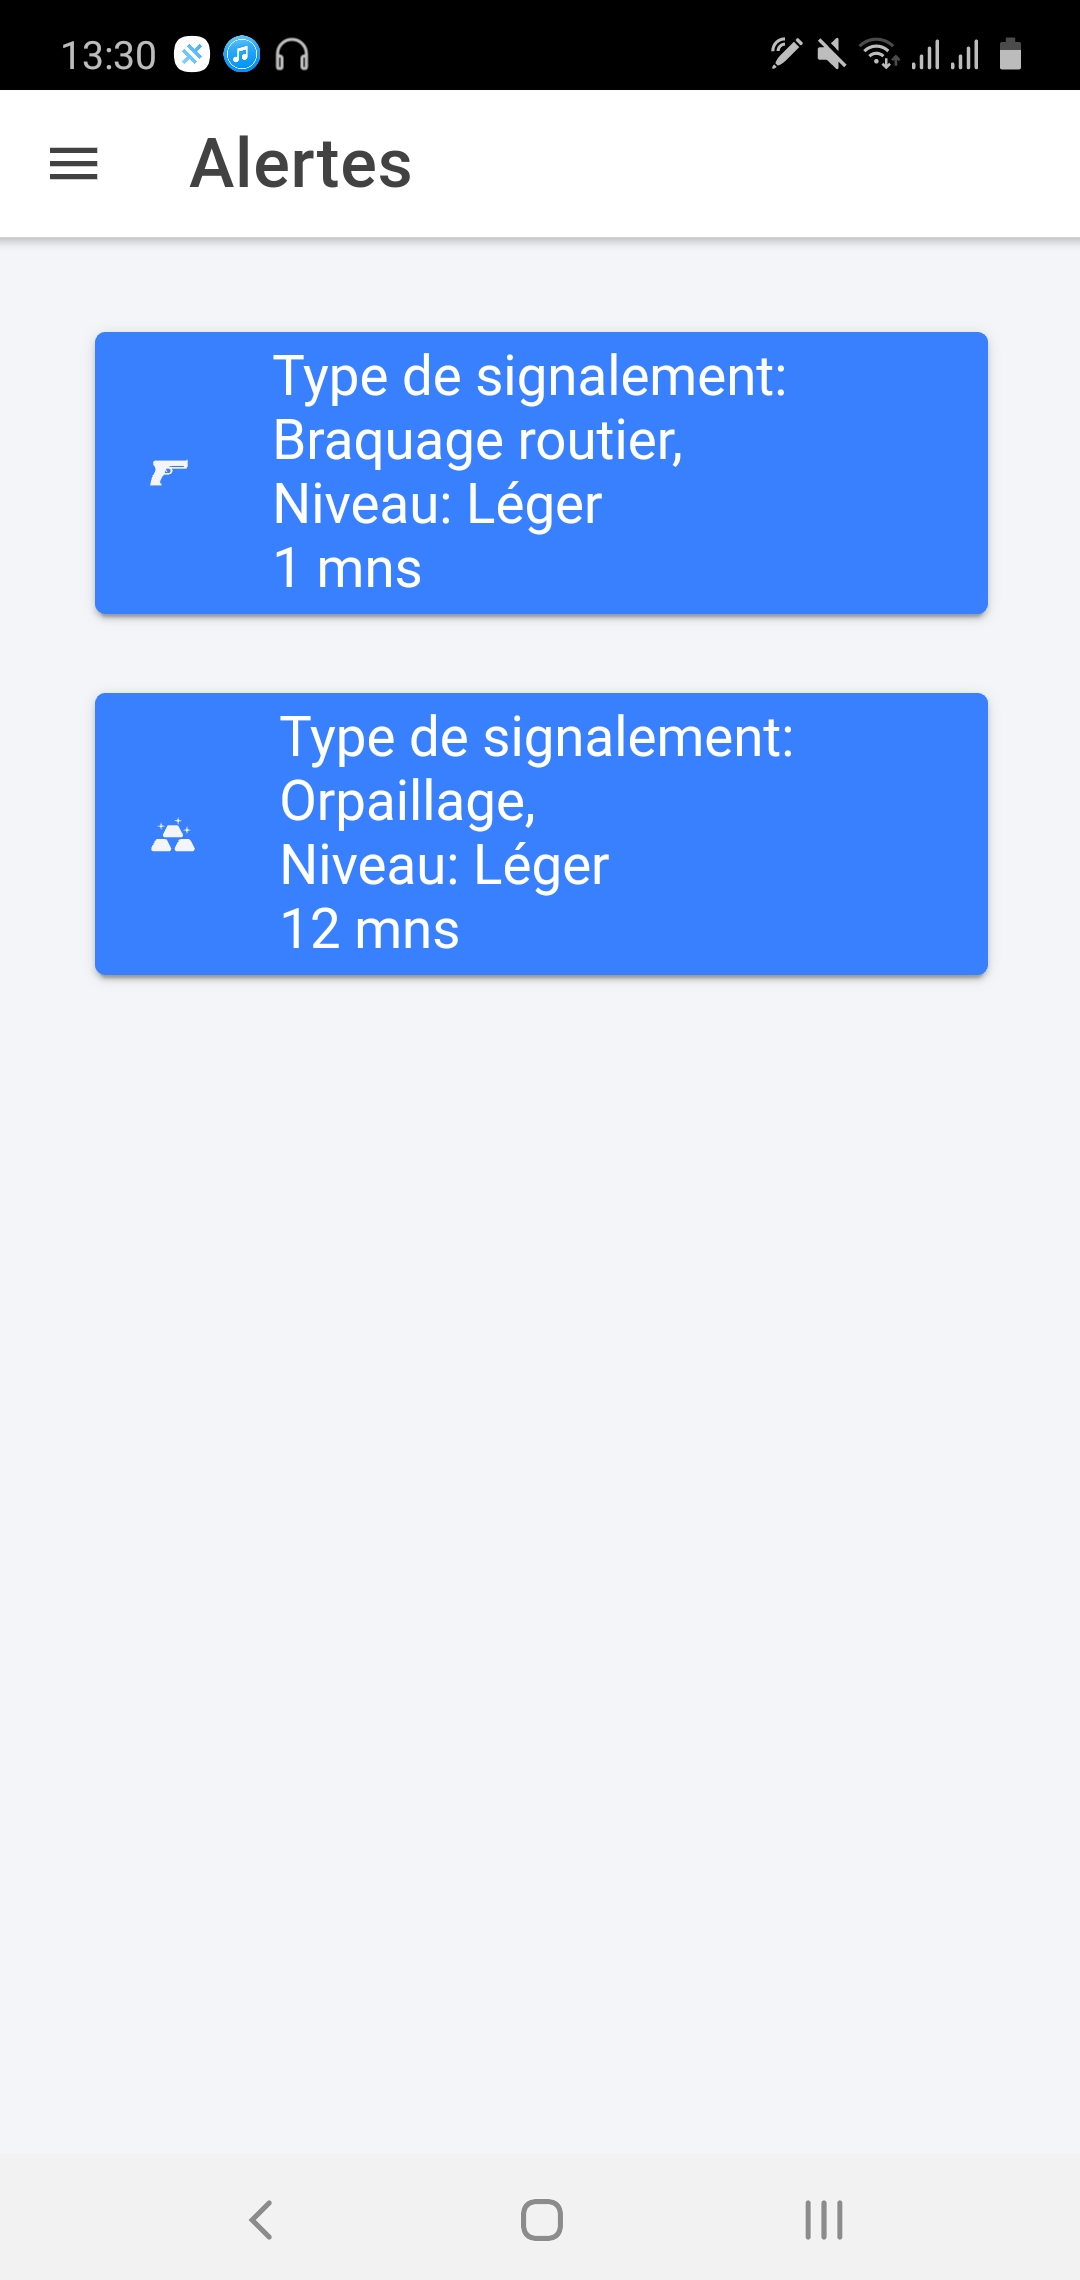 13:30
Alertes
Type de signalement:
Braquage routier,
Niveau: Léger
1 mns
Type de signalement:
Orpaillage,
Niveau: Léger
12 mns